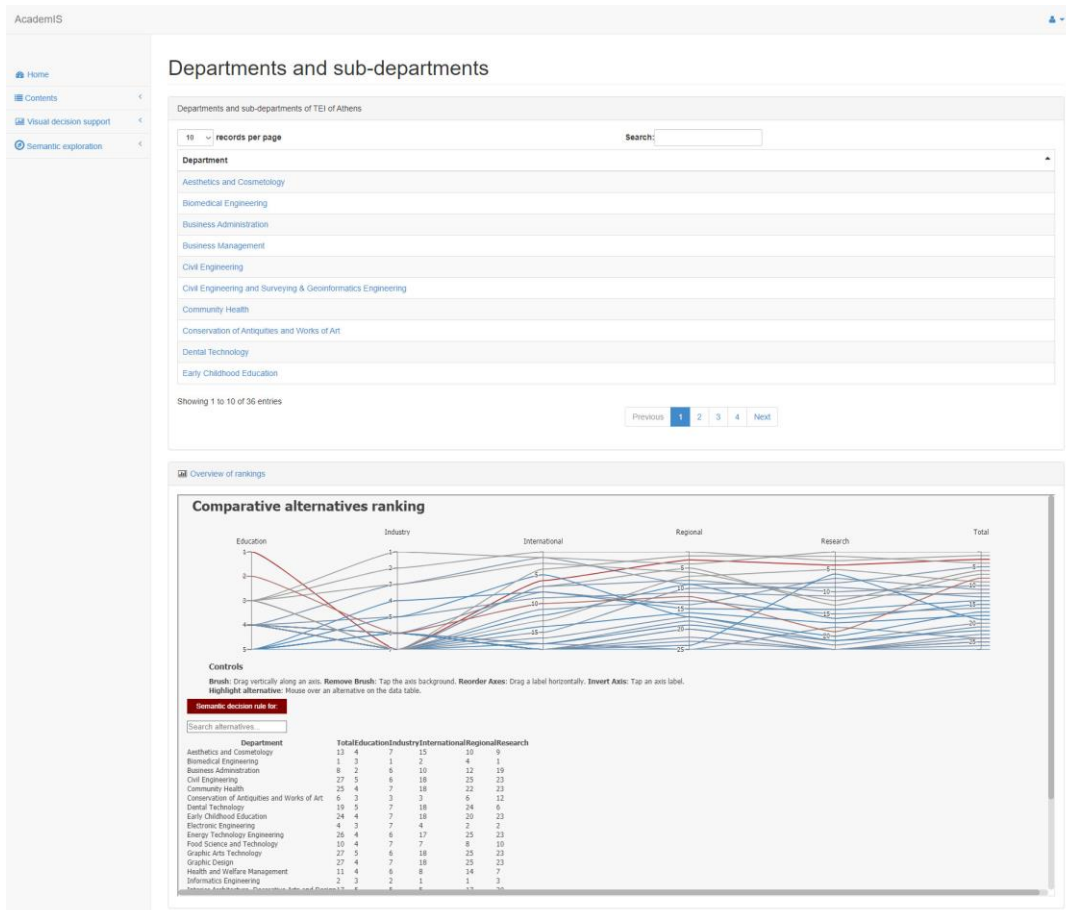 AcademIS
Home
Contents
Visual decision support
Semantic exploration
Departments and sub-departments
Departments and sub-departments of TEI of Athens
10 records per page Search:
Department
Aesthetics and Cosmetology
Biomedical Engineering
Business Administration
Business Management
Civil Engineering
Civil Engineering and Surveying & Geoinformatics Engineering
Community Health
Conservation of Antiquities and Works of Art
Dental Technology
Early Childhood Education
Showing 1 to 10 of 36 entries
Previous 1 2 3 4 Next
Overview of rankings
Comparative alternatives ranking
Education Industry International Regional Research Total
Controls
Brush: Drag vertically along an axis. Remove Brush: Tap the axis background. Reorder Axes: Drag a label horizontally. Invert Axis: Tap an axis label.
Highlight alternative: Mouse over an alternative on the data table.
Semantic decision rule for:
Search alternatives...
Department Total Education Industry International Regional Research
Aesthetics and Cosmetology 13 4 7 15 10 9
Biomedical Engineering 1 3 1 2 4 1
Business Administration 8 2 6 10 12 19
Civil Engineering 27 5 6 18 25 23
Community Health 25 4 7 18 22 23
Conservation of Antiquities and Works of Art 6 3 3 3 6 12
Dental Technology 19 5 7 18 24 6
Early Childhood Education 24 4 7 18 20 23
Electronic Engineering 4 3 7 4 2 2
Energy Technology Engineering 26 4 6 17 25 23
Food Science and Technology 10 4 7 7 8 10
Graphic Arts Technology 27 5 6 18 25 23
Graphic Design 27 4 7 18 25 23
Health and Welfare Management 11 4 6 8 14 7
Informatics Engineering 2 3 2 1 1 3